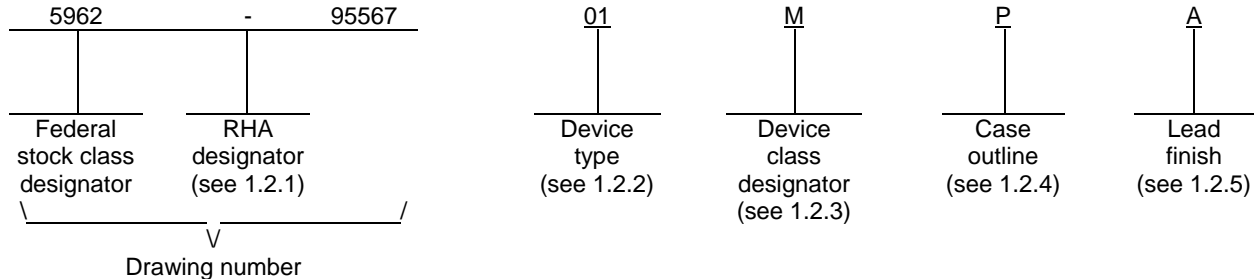 5962 - 95567 01 M P A
Federal stock class designator
RHA designator (see 1.2.1)
Device type (see 1.2.2)
Device class designator (see 1.2.3)
Case outline (see 1.2.4)
Lead finish (see 1.2.5)
Drawing number